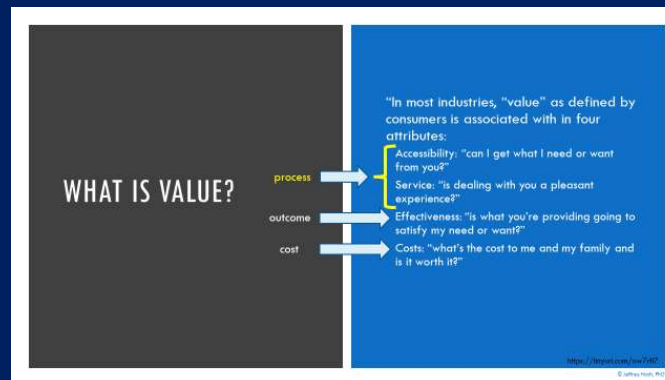 WHAT IS VALUE?
process
outcome
cost
"In most industries, "value" as defined by
consumers is associated with in four
attributes:
Accessibility: "can I get what I need or want
from you?"
Service: "is dealing with you a pleasant
experience?"
Effectiveness: "is what you're providing going to
satisfy my need or want?"
Costs: "what's the cost to me and my family and
is it worth it?"
© Jeffrey